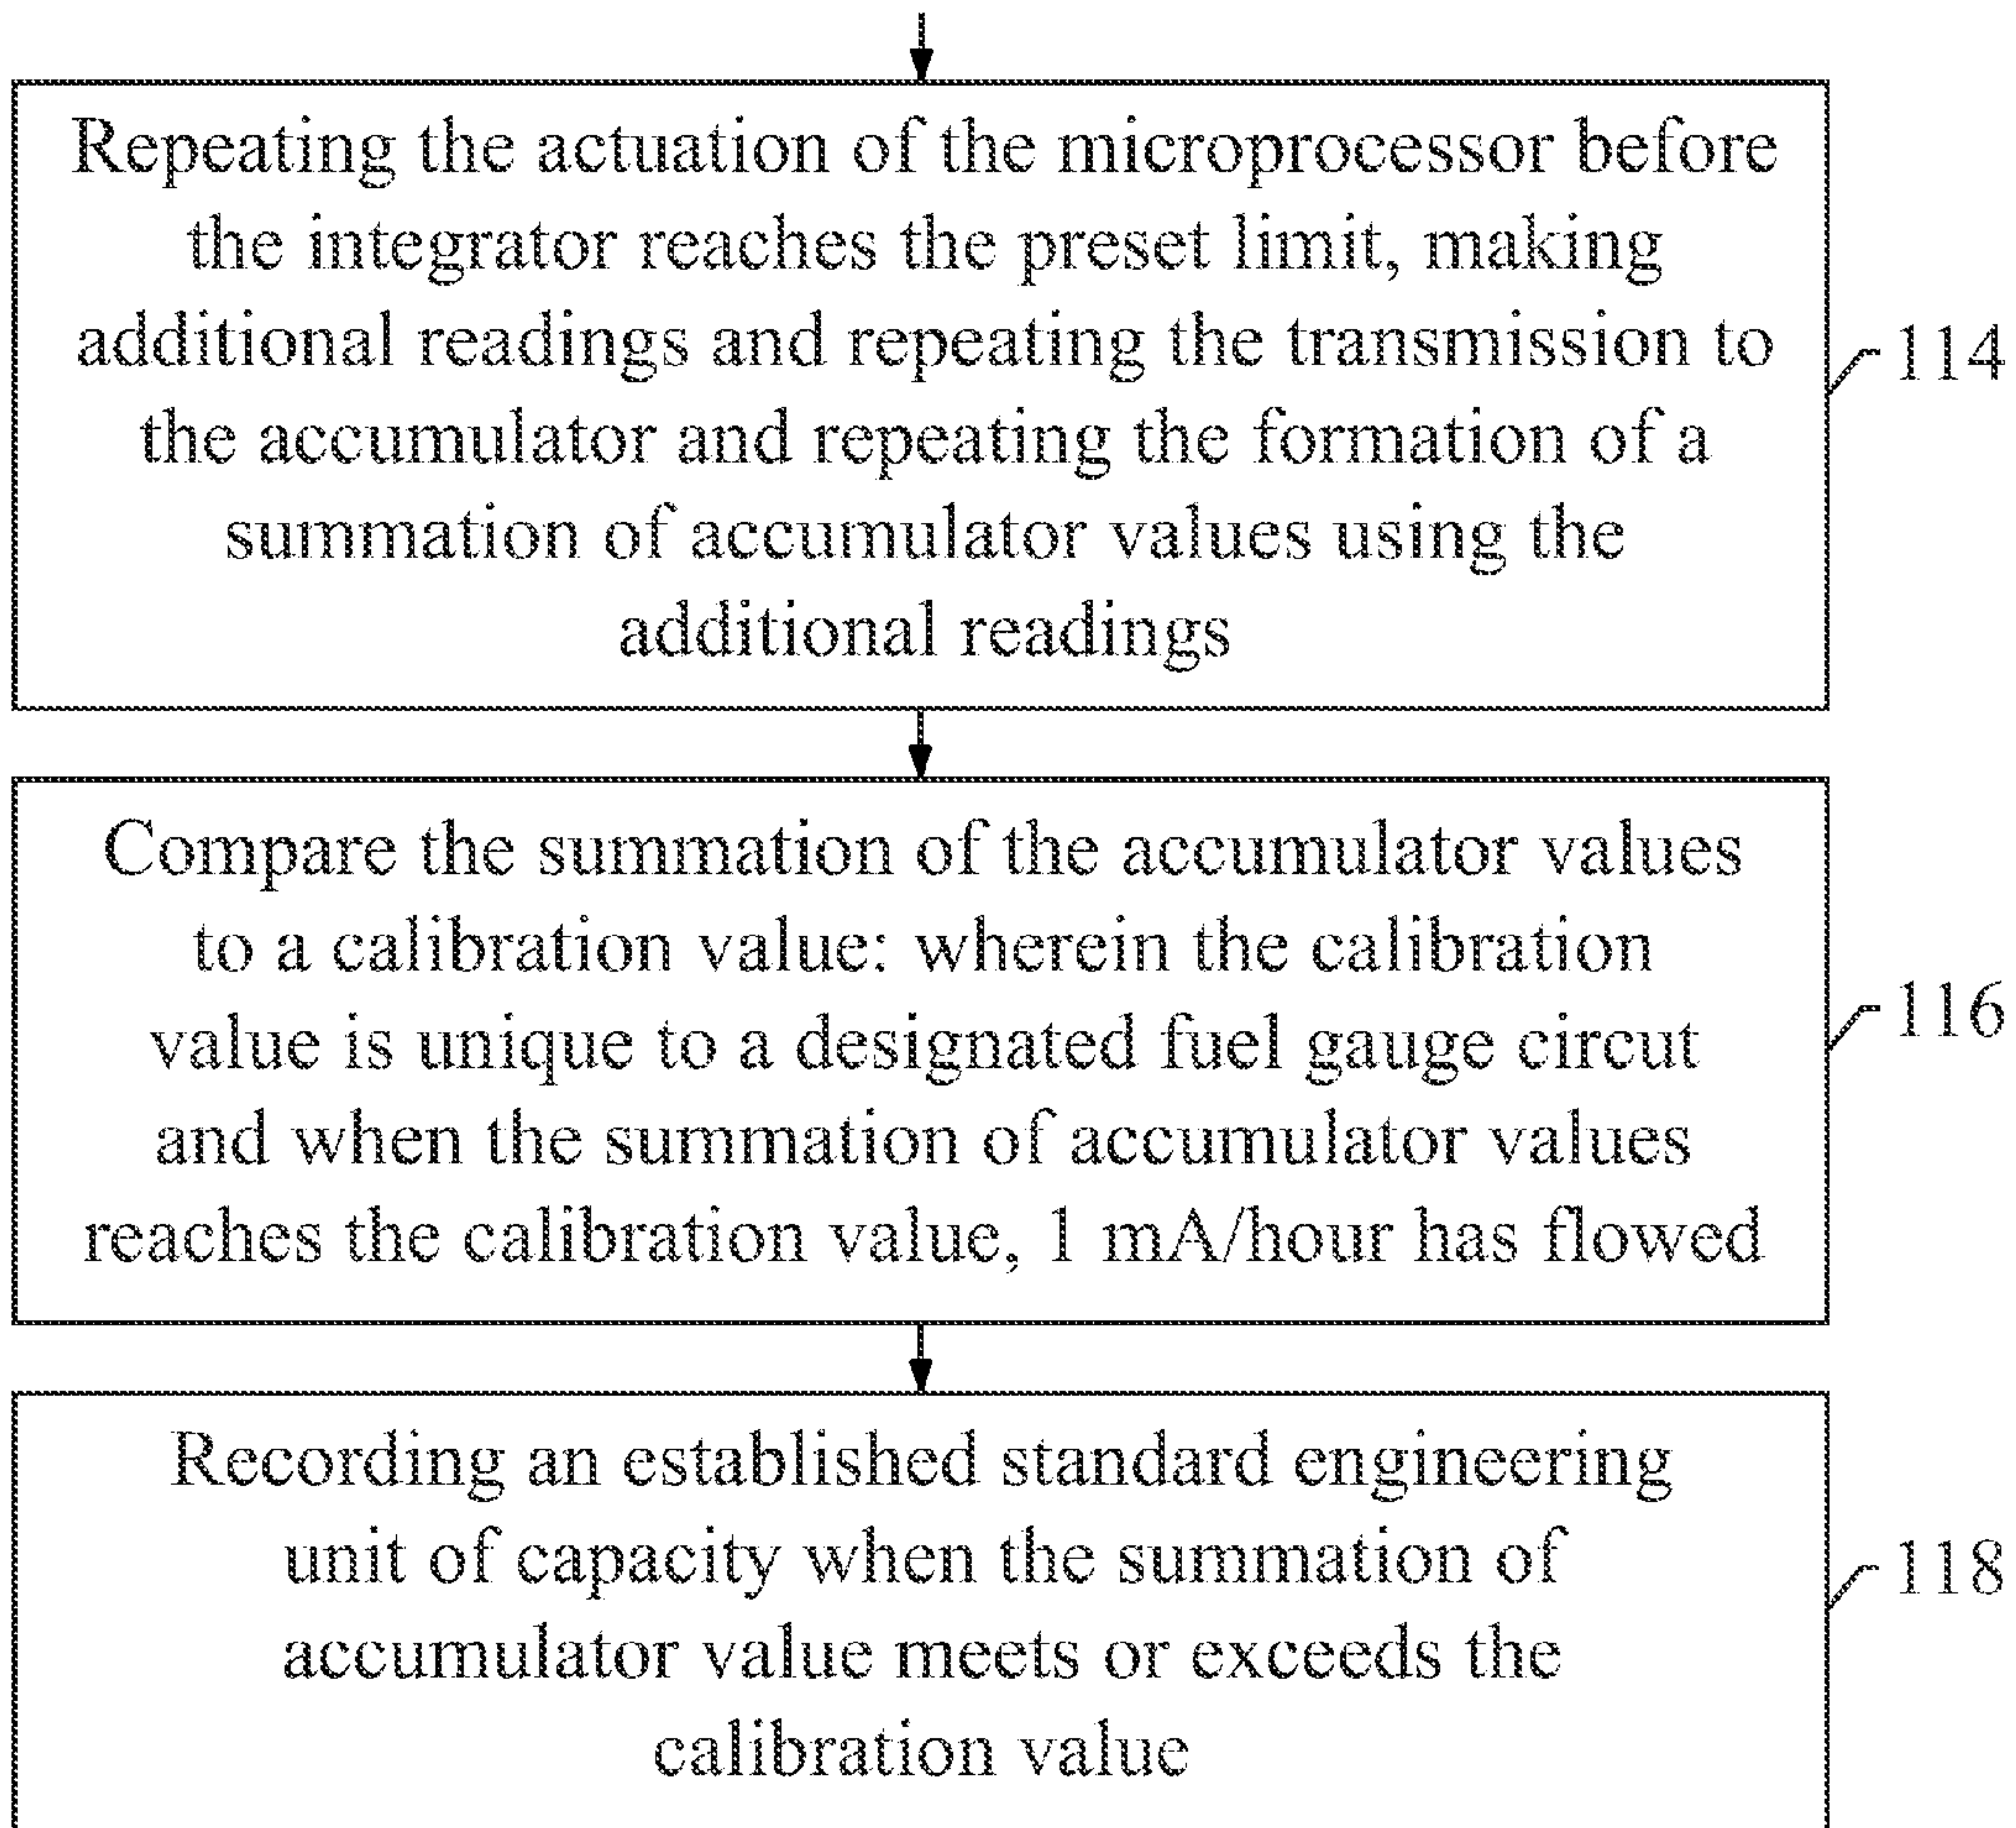 Repeating the actuation of the microprocessor before
the integrator reaches the preset limit, making
additional readings and repeating the transmission to
the accumulator and repeating the formation of a
summation of accumulator values using the
additional readings
114
Compare the summation of the accumulator values
to a calibration value: wherein the calibration
value is unique to a designated fuel gauge circut
and when the summation of accumulator values
reaches the calibration value, 1 mA/hour has flowed
116
Recording an established standard engineering
unit of capacity when the summation of
accumulator value meets or exceeds the
calibration value
118